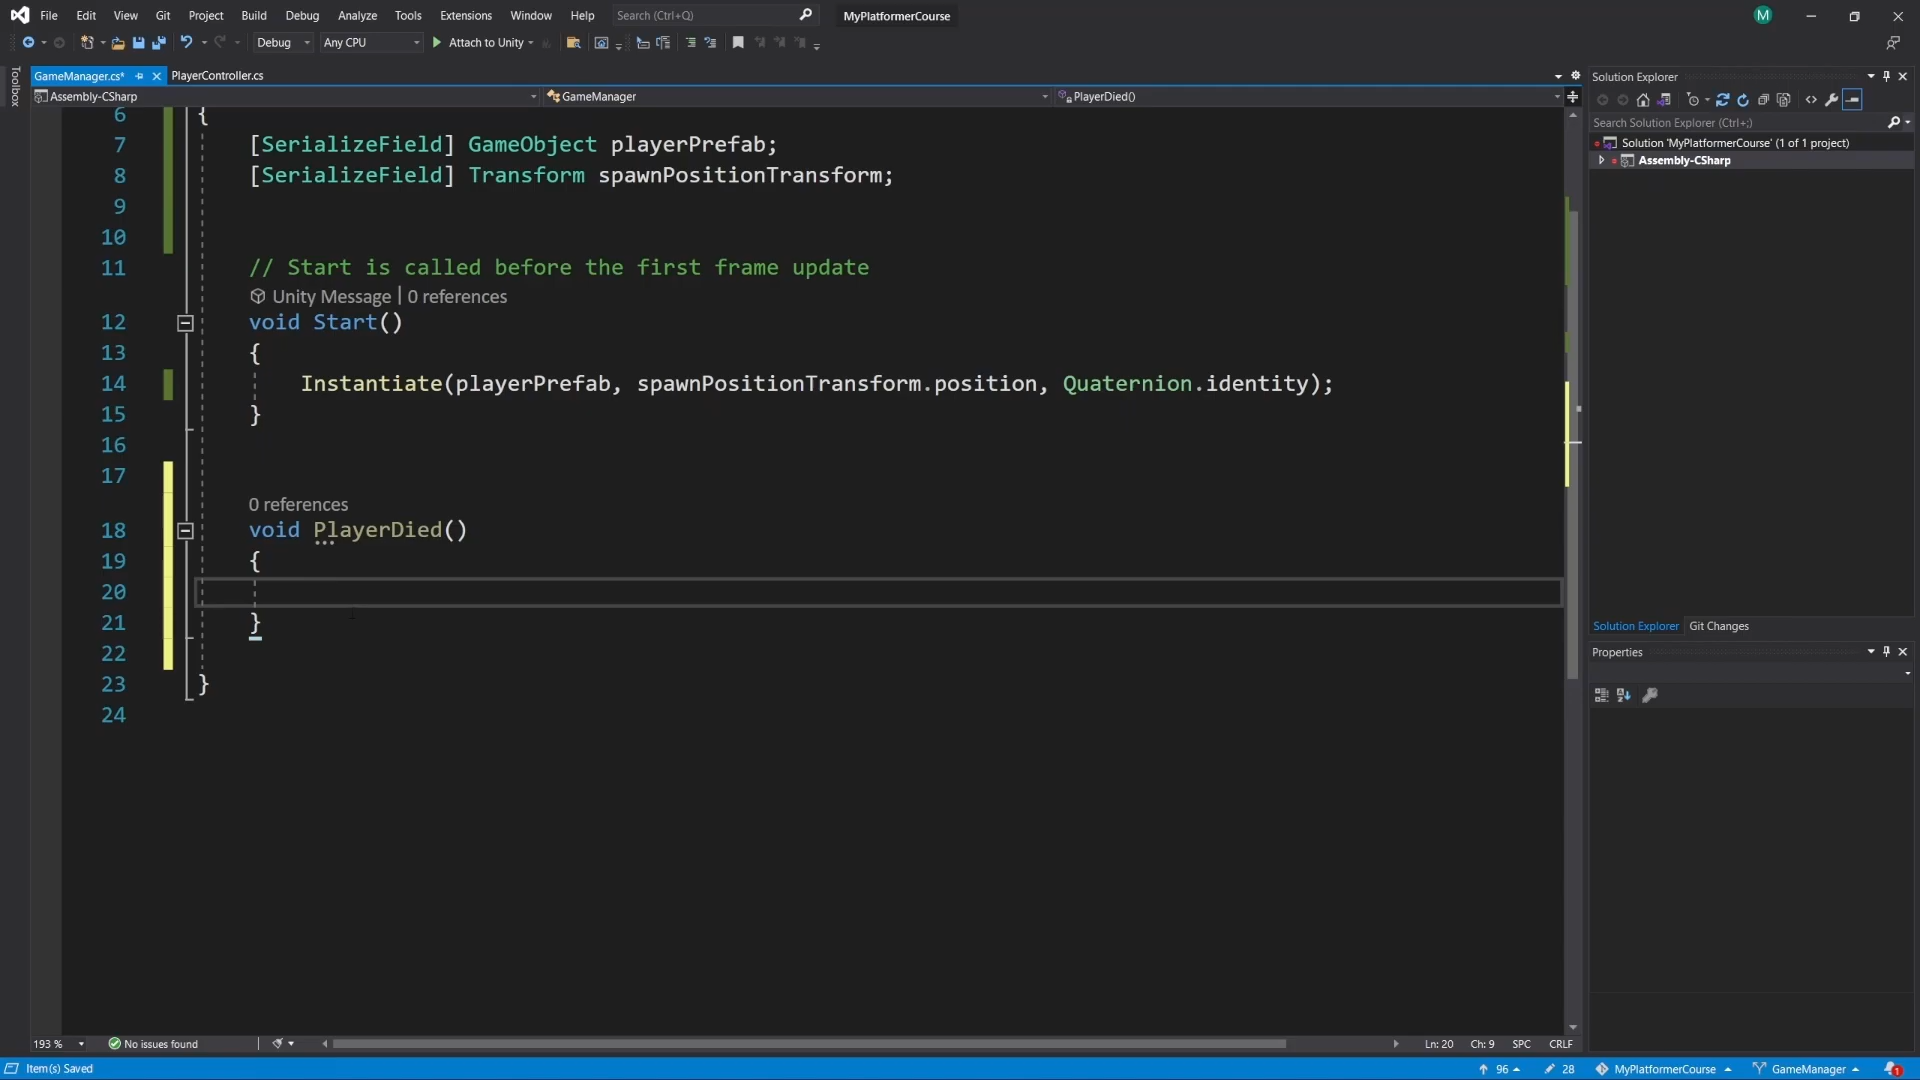 File Edit View Git Project Build Debug Analyze Tools Extensions Window Help Search (Ctrl+Q) MyPlatformerCourse M
Debug Any CPU Attach to Unity
Toolbox
GameManager.cs* PlayerController.cs
Assembly-CSharp GameManager PlayerDied()
6 {
7 [SerializeField] GameObject playerPrefab;
8 [SerializeField] Transform spawnPositionTransform;
9
10
11 // Start is called before the first frame update
Unity Message | 0 references
12 void Start()
13 {
14 Instantiate(playerPrefab, spawnPositionTransform.position, Quaternion.identity);
15 }
16
17
0 references
18 void PlayerDied()
19 {
20
21 }
22
23 }
24
193 % No issues found Ln: 20 Ch: 9 SPC CRLF
Solution Explorer
Search Solution Explorer (Ctrl+;)
Solution 'MyPlatformerCourse' (1 of 1 project)
Assembly-CSharp
Solution Explorer Git Changes
Properties
Item(s) Saved 96 28 MyPlatformerCourse GameManager 1